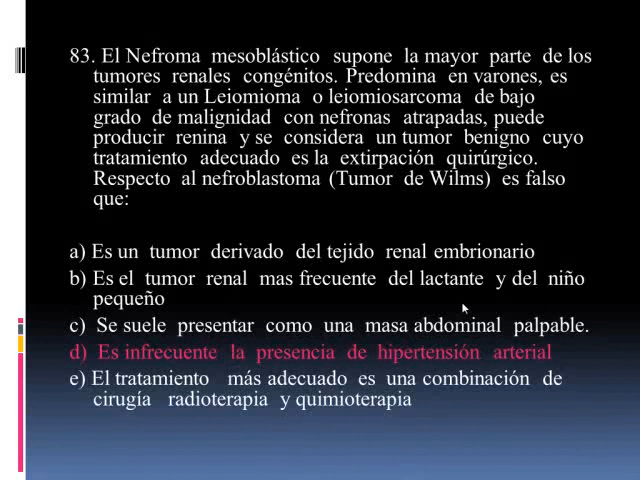 83. El Nefroma mesoblástico supone la mayor parte de los
tumores renales congénitos. Predomina en varones, es
similar a un Leiomioma o leiomiosarcoma de bajo
grado de malignidad con nefronas atrapadas, puede
producir renina y se considera un tumor benigno cuyo
tratamiento adecuado es la extirpación quirúrgico.
Respecto al nefroblastoma (Tumor de Wilms) es falso
que:
a) Es un tumor derivado del tejido renal embrionario
b) Es el tumor renal mas frecuente del lactante y del niño
pequeño
c) Se suele presentar como una masa abdominal palpable.
d) Es infrecuente la presencia de hipertensión arterial
e) El tratamiento más adecuado es una combinación de
cirugía radioterapia y quimioterapia